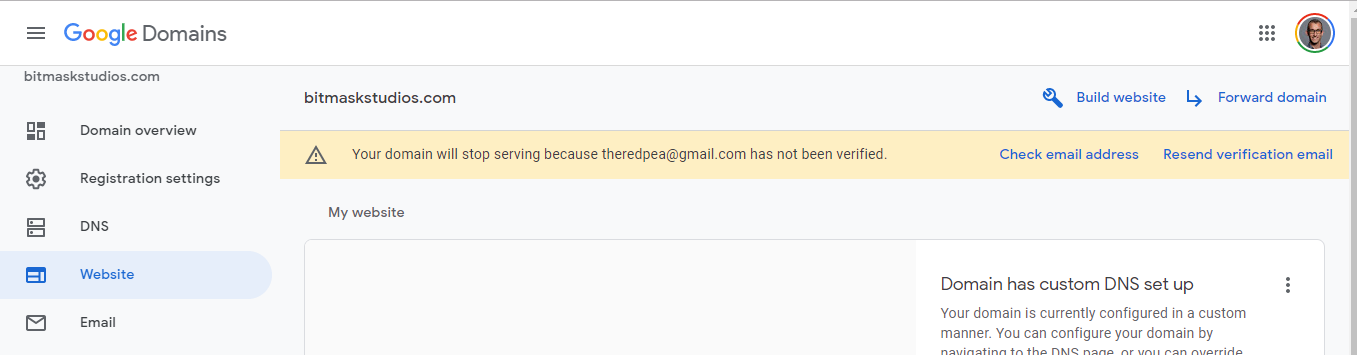 Google Domains
bitmaskstudios.com
bitmaskstudios.com
Build website
Forward domain
Domain overview
Your domain will stop serving because theredpea@gmail.com has not been verified.
Check email address
Resend verification email
Registration settings
My website
DNS
Website
Domain has custom DNS set up
Your domain is currently configured in a custom
manner. You can configure your domain by
navigating to the DNS page, or you can override
Email